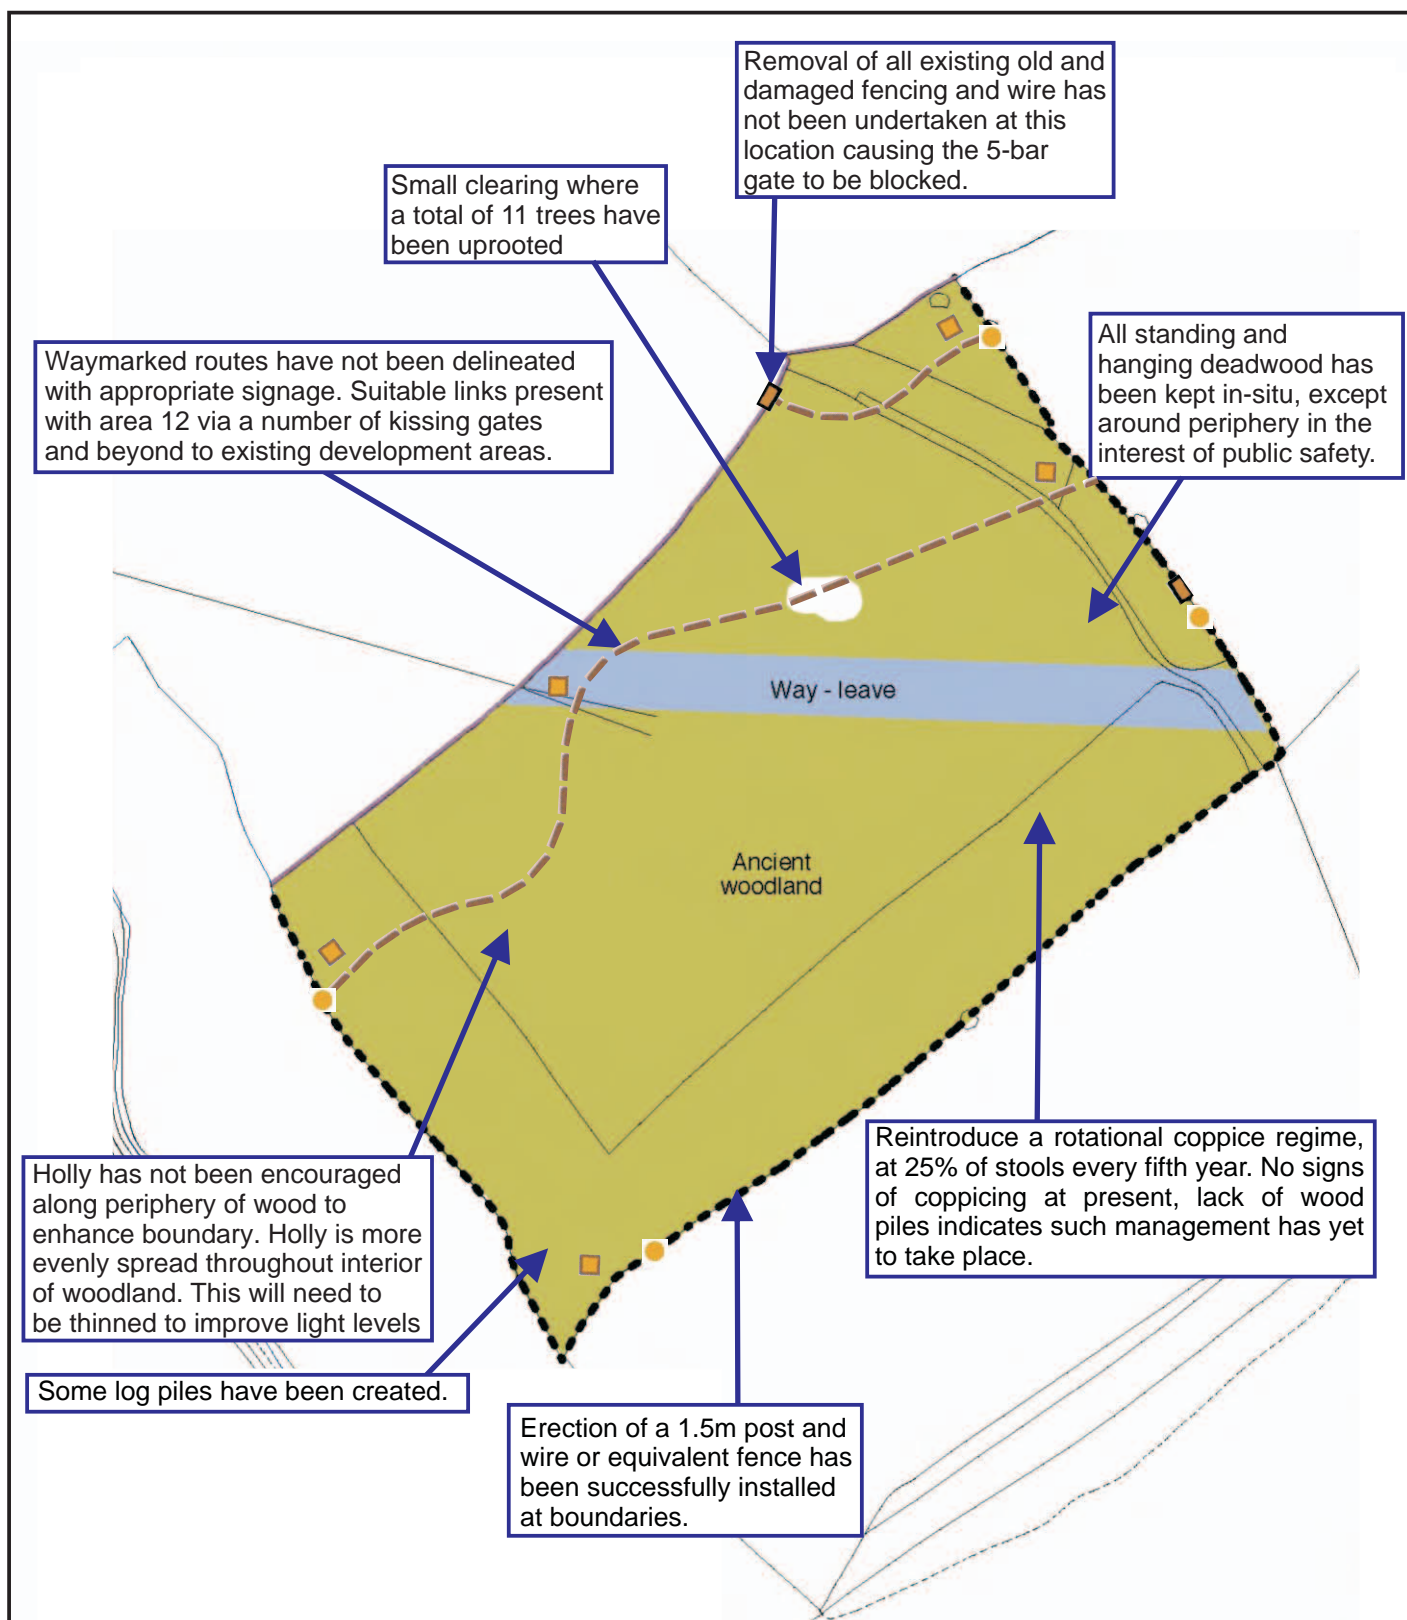 Removal of all existing old and
damaged fencing and wire has
not been undertaken at this
location causing the 5-bar
gate to be blocked.
Small clearing where
a total of 11 trees have
been uprooted
All standing and
hanging deadwood has
been kept in-situ, except
around periphery in the
interest of public safety.
Waymarked routes have not been delineated
with appropriate signage. Suitable links present
with area 12 via a number of kissing gates
and beyond to existing development areas.
Way - leave
Ancient
woodland
Reintroduce a rotational coppice regime,
at 25% of stools every fifth year. No signs
of coppicing at present, lack of wood
piles indicates such management has yet
to take place.
Holly has not been encouraged
along periphery of wood to
enhance boundary. Holly is more
evenly spread throughout interior
of woodland. This will need to
be thinned to improve light levels
Some log piles have been created.
Erection of a 1.5m post and
wire or equivalent fence has
been successfully installed
at boundaries.